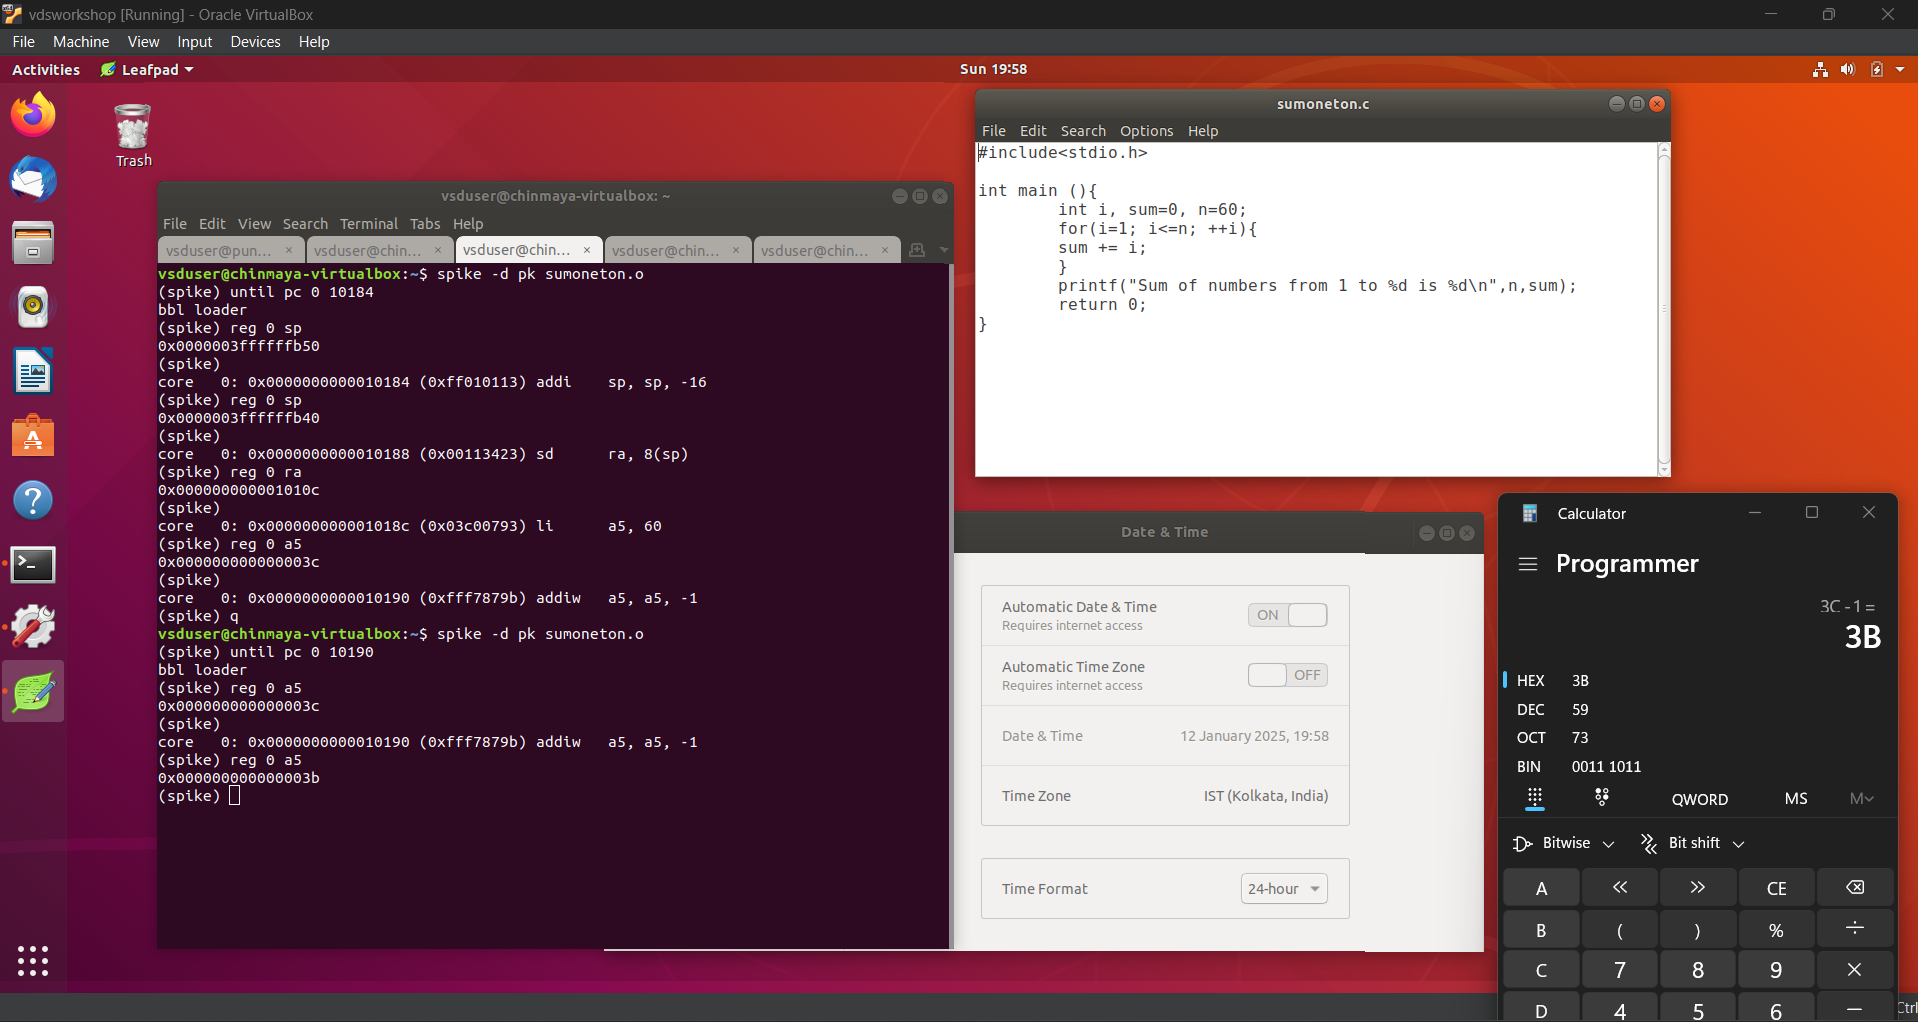 vdsworkshop [Running] - Oracle VirtualBox
File Machine View Input Devices Help
Activities Leafpad Sun 19:58
Trash
vsduser@chinmaya-virtualbox: ~
File Edit View Search Terminal Tabs Help
vsduser@pun... × vsduser@chin... × vsduser@chin... × vsduser@chin... × vsduser@chin... ×
vsduser@chinmaya-virtualbox:~$ spike -d pk sumoneton.o
(spike) until pc 0 10184
bbl loader
(spike) reg 0 sp
0x0000003ffffffb50
(spike)
core   0: 0x0000000000010184 (0xff010113) addi    sp, sp, -16
(spike) reg 0 sp
0x0000003ffffffb40
(spike)
core   0: 0x0000000000010188 (0x00113423) sd      ra, 8(sp)
(spike) reg 0 ra
0x000000000001010c
(spike)
core   0: 0x000000000001018c (0x03c00793) li      a5, 60
(spike) reg 0 a5
0x000000000000003c
(spike)
core   0: 0x0000000000010190 (0xfff7879b) addiw   a5, a5, -1
(spike) q
vsduser@chinmaya-virtualbox:~$ spike -d pk sumoneton.o
(spike) until pc 0 10190
bbl loader
(spike) reg 0 a5
0x000000000000003c
(spike)
core   0: 0x0000000000010190 (0xfff7879b) addiw   a5, a5, -1
(spike) reg 0 a5
0x000000000000003b
(spike)
sumoneton.c
File Edit Search Options Help
#include<stdio.h>
int main (){
int i, sum=0, n=60;
for(i=1; i<=n; ++i){
sum += i;
}
printf("Sum of numbers from 1 to %d is %d\n",n,sum);
return 0;
}
Date & Time
Automatic Date & Time ON
Requires internet access
Automatic Time Zone OFF
Requires internet access
Date & Time 12 January 2025, 19:58
Time Zone IST (Kolkata, India)
Time Format 24-hour
Calculator
Programmer
3C - 1 =
3B
HEX 3B
DEC 59
OCT 73
BIN 0011 1011
QWORD MS M
Bitwise Bit shift
A << >> CE
B ( ) % ÷
C 7 8 9 ×
D 4 5 6 −
Ctrl